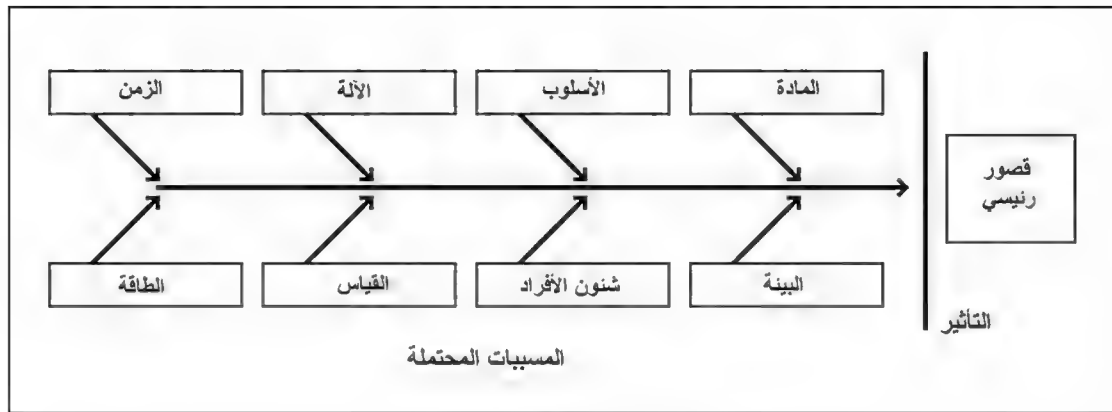 المادة
الأسلوب
الآلة
الزمن
قصور
رئيسي
البيئة
شئون الأفراد
القياس
الطاقة
التأثير
المسببات المحتملة